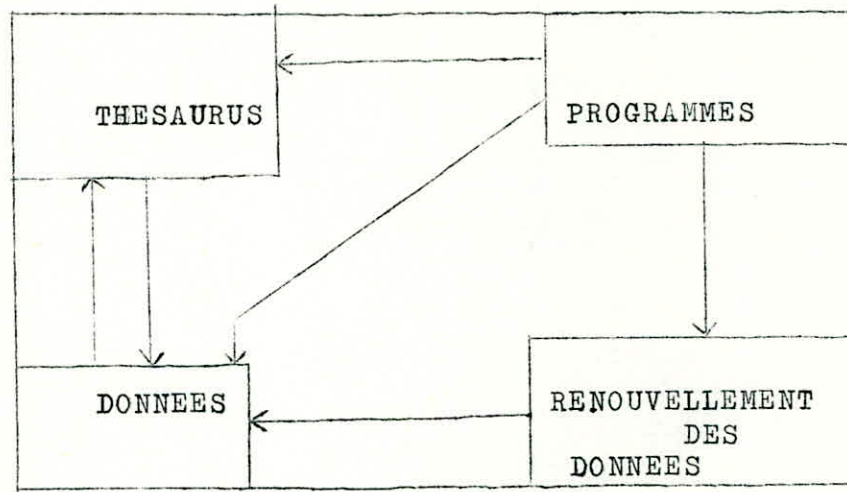 THESAURUS
PROGRAMMES
DONNEES
RENOUVELLEMENT
DES
DONNEES